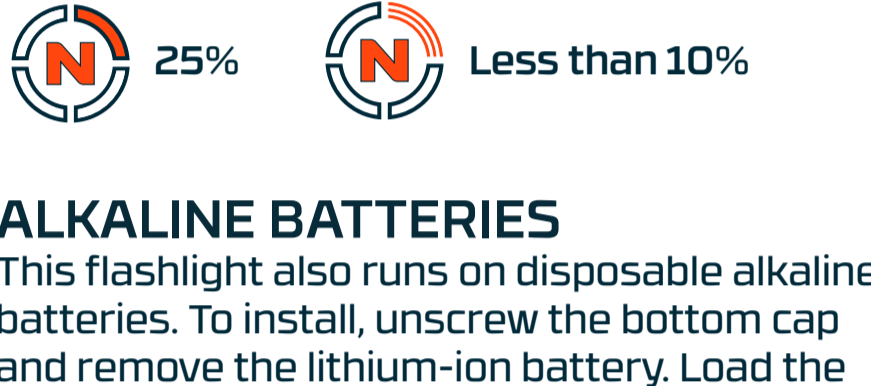 N 25% N Less than 10%
ALKALINE BATTERIES
This flashlight also runs on disposable alkaline
batteries. To install, unscrew the bottom cap
and remove the lithium-ion battery. Load the